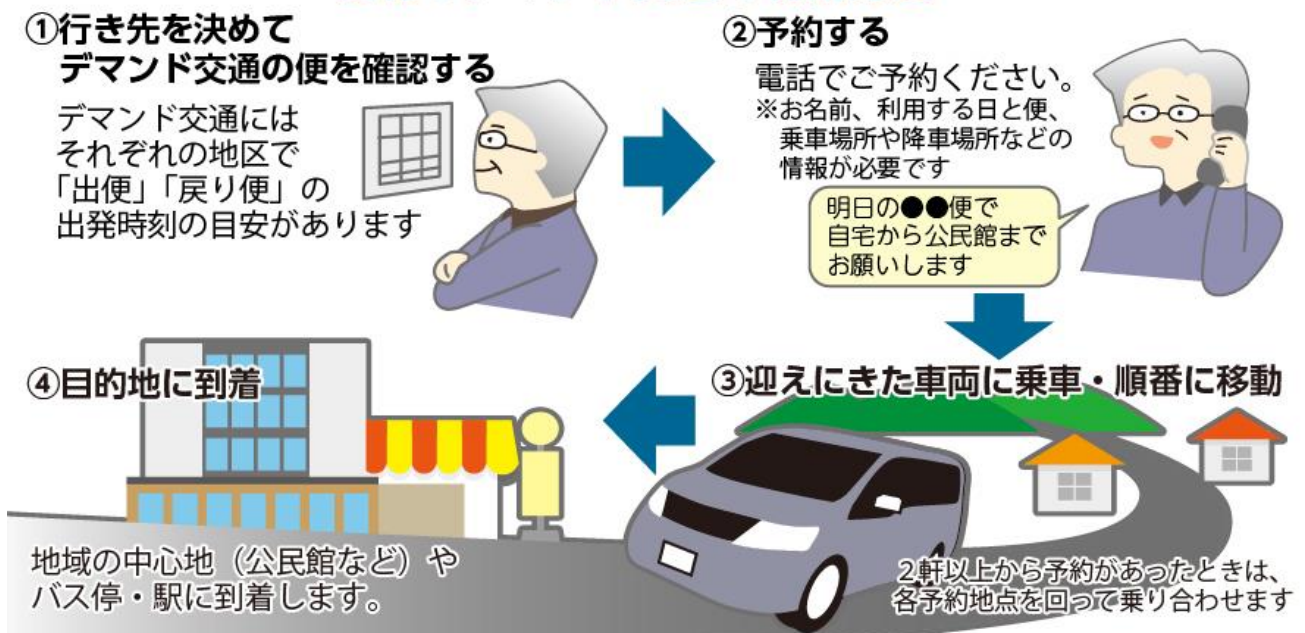 ①行き先を決めて
デマンド交通の便を確認する
デマンド交通には
それぞれの地区で
「出便」「戻り便」の
出発時刻の目安があります
②予約する
電話でご予約ください。
※お名前、利用する日と便、
乗車場所や降車場所などの
情報が必要です
明日の●●便で
自宅から公民館まで
お願いします
③迎えにきた車両に乗車・順番に移動
2軒以上から予約があったときは、
各予約地点を回って乗り合わせます
④目的地に到着
地域の中心地（公民館など）や
バス停・駅に到着します。